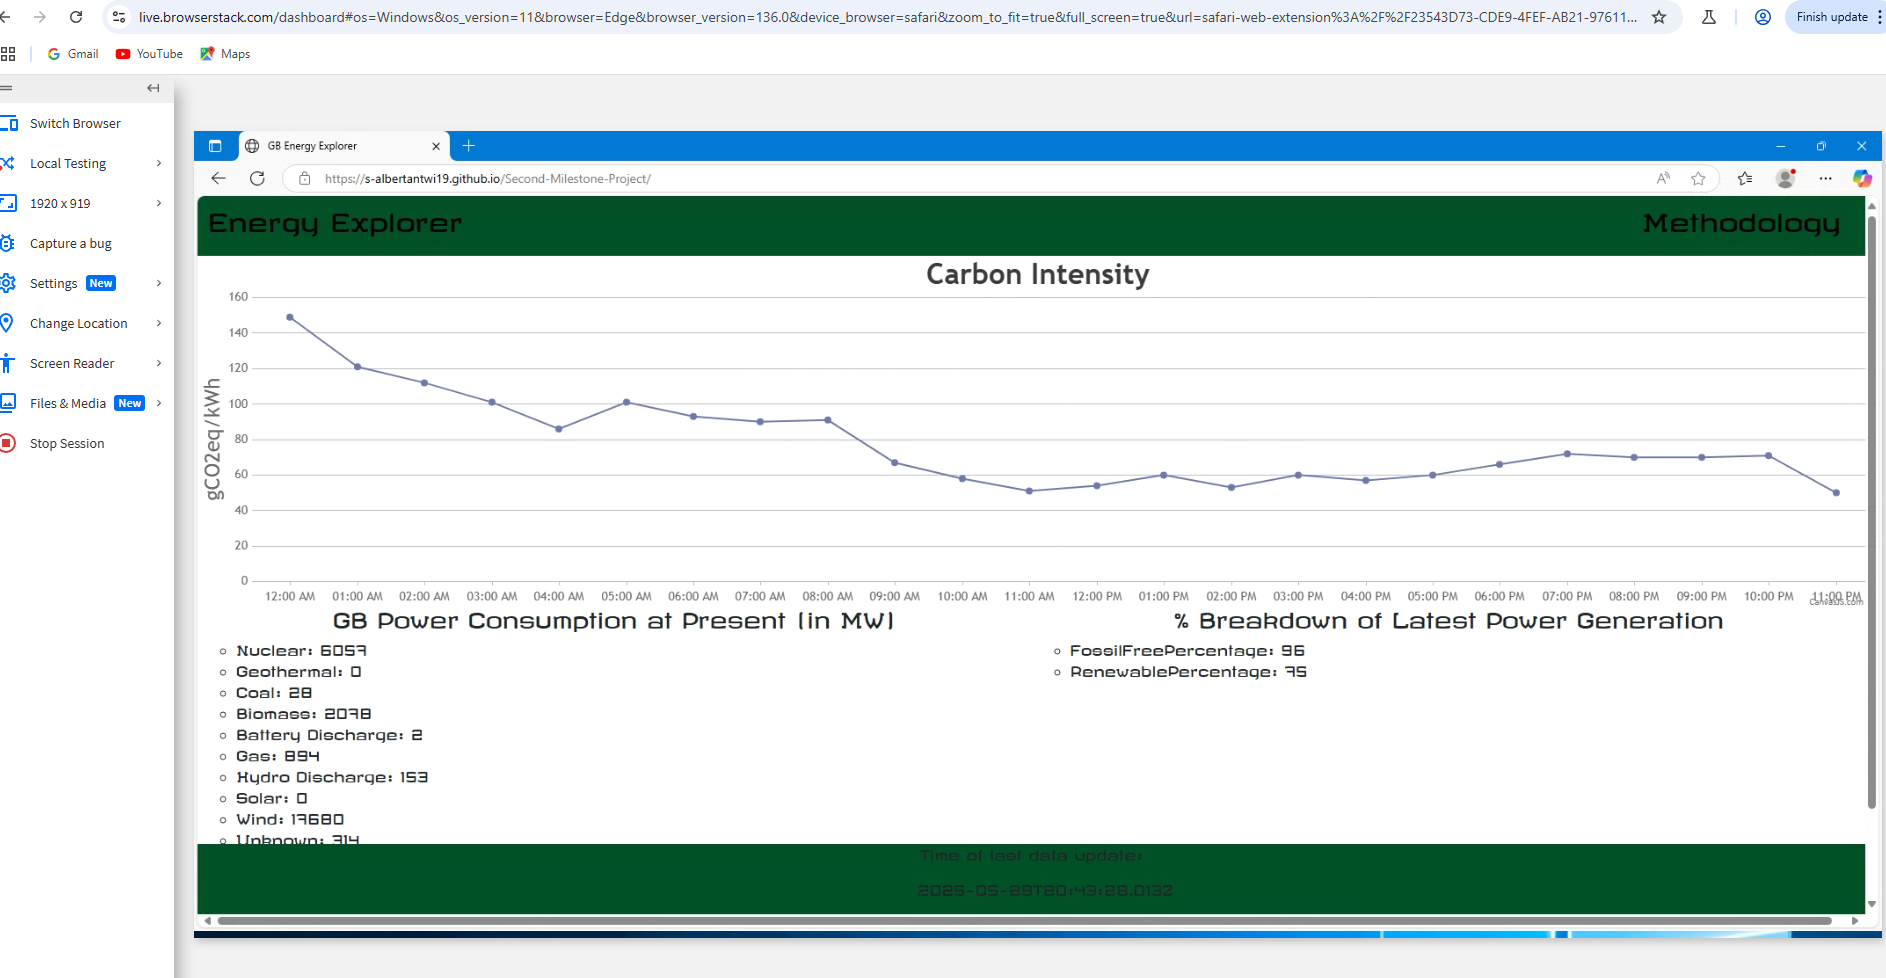 live.browserstack.com/dashboard#os=Windows&os_version=11&browser=Edge&browser_version=136.0&device_browser=safari&zoom_to_fit=true&full_screen=true&url=safari-web-extension%3A%2F%2F23543D73-CDE9-4FEF-AB21-97611...
Finish update
Gmail YouTube Maps
Switch Browser
Local Testing
1920 x 919
Capture a bug
Settings New
Change Location
Screen Reader
Files & Media New
Stop Session
GB Energy Explorer
https://s-albertantwi19.github.io/Second-Milestone-Project/
Energy Explorer Methodology
Carbon Intensity
gCO2eq/kWh
160
140
120
100
80
60
40
20
0
12:00 AM 01:00 AM 02:00 AM 03:00 AM 04:00 AM 05:00 AM 06:00 AM 07:00 AM 08:00 AM 09:00 AM 10:00 AM 11:00 AM 12:00 PM 01:00 PM 02:00 PM 03:00 PM 04:00 PM 05:00 PM 06:00 PM 07:00 PM 08:00 PM 09:00 PM 10:00 PM 11:00 PM
CanvasJS.com
GB Power Consumption at Present (in MW)
Nuclear: 6057
Geothermal: 0
Coal: 28
Biomass: 2078
Battery Discharge: 2
Gas: 894
Hydro Discharge: 153
Solar: 0
Wind: 17680
Unknown: 314
% Breakdown of Latest Power Generation
FossilFreePercentage: 96
RenewablePercentage: 75
Time of last data update:
2025-05-29T20:43:28.013Z